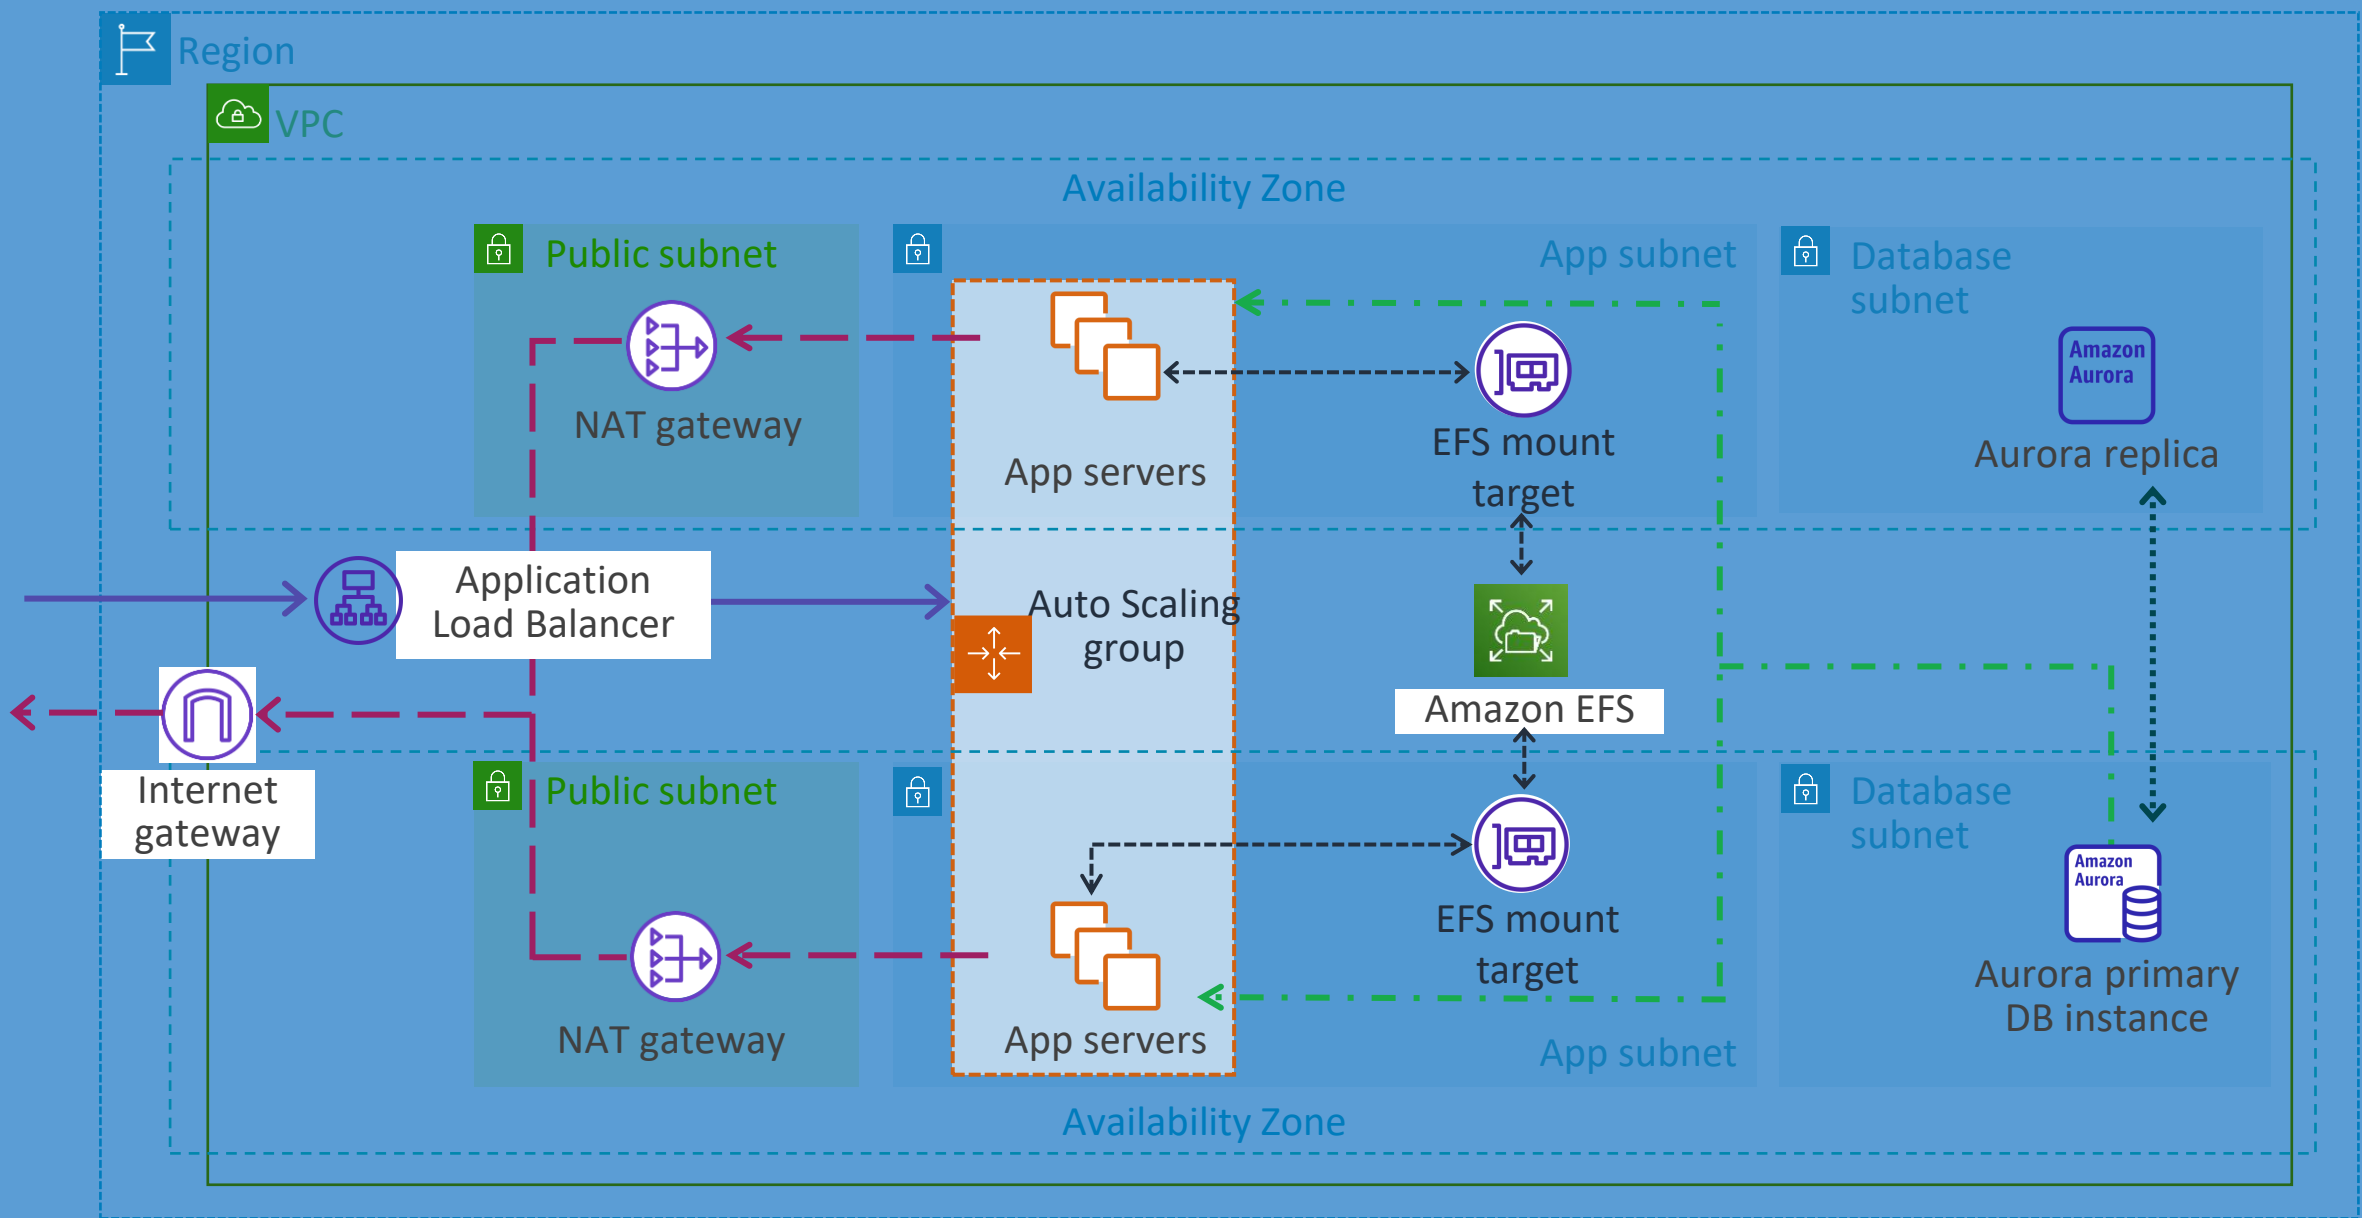 Region
VPC
Availability Zone
Public subnet
App subnet
Database
subnet
Amazon
Aurora
NAT gateway
App servers
EFS mount
target
Aurora replica
Application
Load Balancer
Auto Scaling
group
Amazon EFS
Internet
gateway
Public subnet
Database
subnet
Amazon
Aurora
EFS mount
target
Aurora primary
DB instance
NAT gateway
App servers
App subnet
Availability Zone